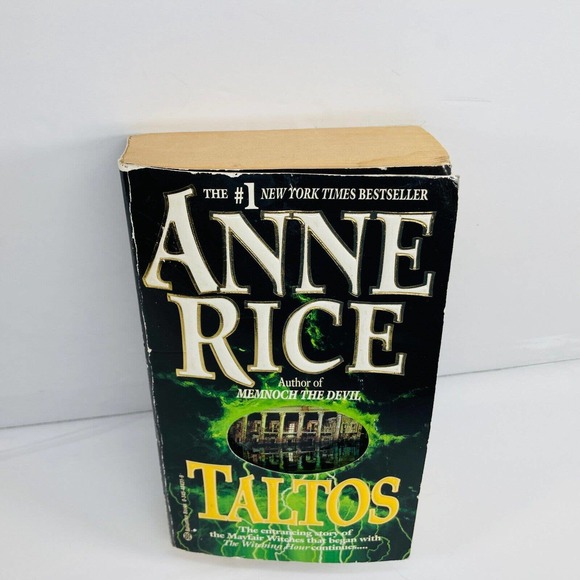 THE #1 NEW YORK TIMES BESTSELLER
ANNE
RICE
Author of
MEMNOCH THE DEVIL
TALTOS
The entrancing story of
the Mayfair Witches that began with
The Witching Hour continues....